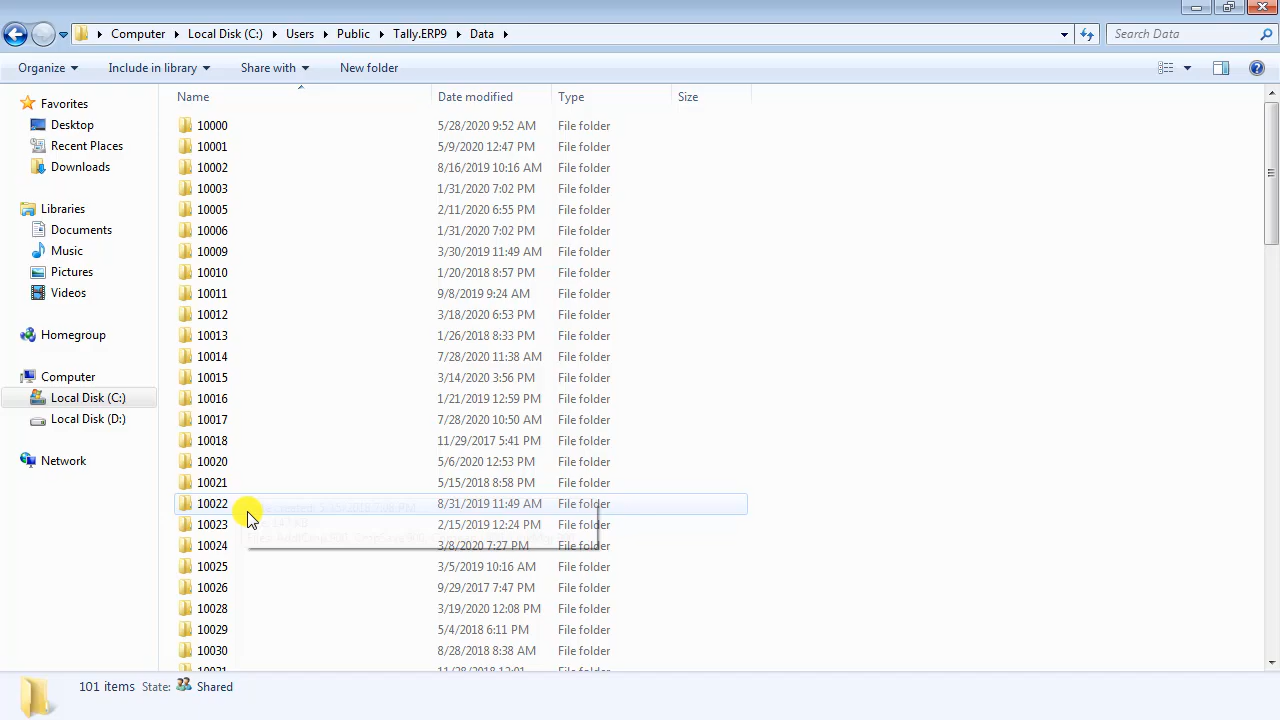 Computer Local Disk (C:) Users Public Tally.ERP9 Data Search Data
Organize Include in library Share with New folder
Favorites
Desktop
Recent Places
Downloads
Libraries
Documents
Music
Pictures
Videos
Homegroup
Computer
Local Disk (C:)
Local Disk (D:)
Network
Name Date modified Type Size
10000 5/28/2020 9:52 AM File folder
10001 5/9/2020 12:47 PM File folder
10002 8/16/2019 10:16 AM File folder
10003 1/31/2020 7:02 PM File folder
10005 2/11/2020 6:55 PM File folder
10006 1/31/2020 7:02 PM File folder
10009 3/30/2019 11:49 AM File folder
10010 1/20/2018 8:57 PM File folder
10011 9/8/2019 9:24 AM File folder
10012 3/18/2020 6:53 PM File folder
10013 1/26/2018 8:33 PM File folder
10014 7/28/2020 11:38 AM File folder
10015 3/14/2020 3:56 PM File folder
10016 1/21/2019 12:59 PM File folder
10017 7/28/2020 10:50 AM File folder
10018 11/29/2017 5:41 PM File folder
10020 5/6/2020 12:53 PM File folder
10021 5/15/2018 8:58 PM File folder
10022 8/31/2019 11:49 AM File folder
10023 2/15/2019 12:24 PM File folder
10024 3/8/2020 7:27 PM File folder
10025 3/5/2019 10:16 AM File folder
10026 9/29/2017 7:47 PM File folder
10028 3/19/2020 12:08 PM File folder
10029 5/4/2018 6:11 PM File folder
10030 8/28/2018 8:38 AM File folder
101 items State: Shared